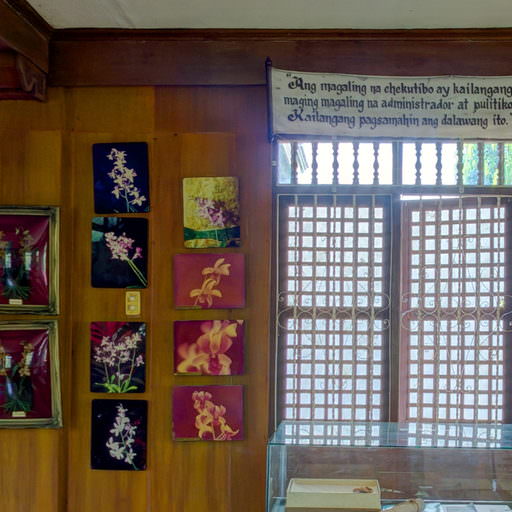 "Ang magaling na chekutibo ay kailangang
maging magaling na administrador at pulitiko
Kailangang pagsamahin ang dalawang ito."